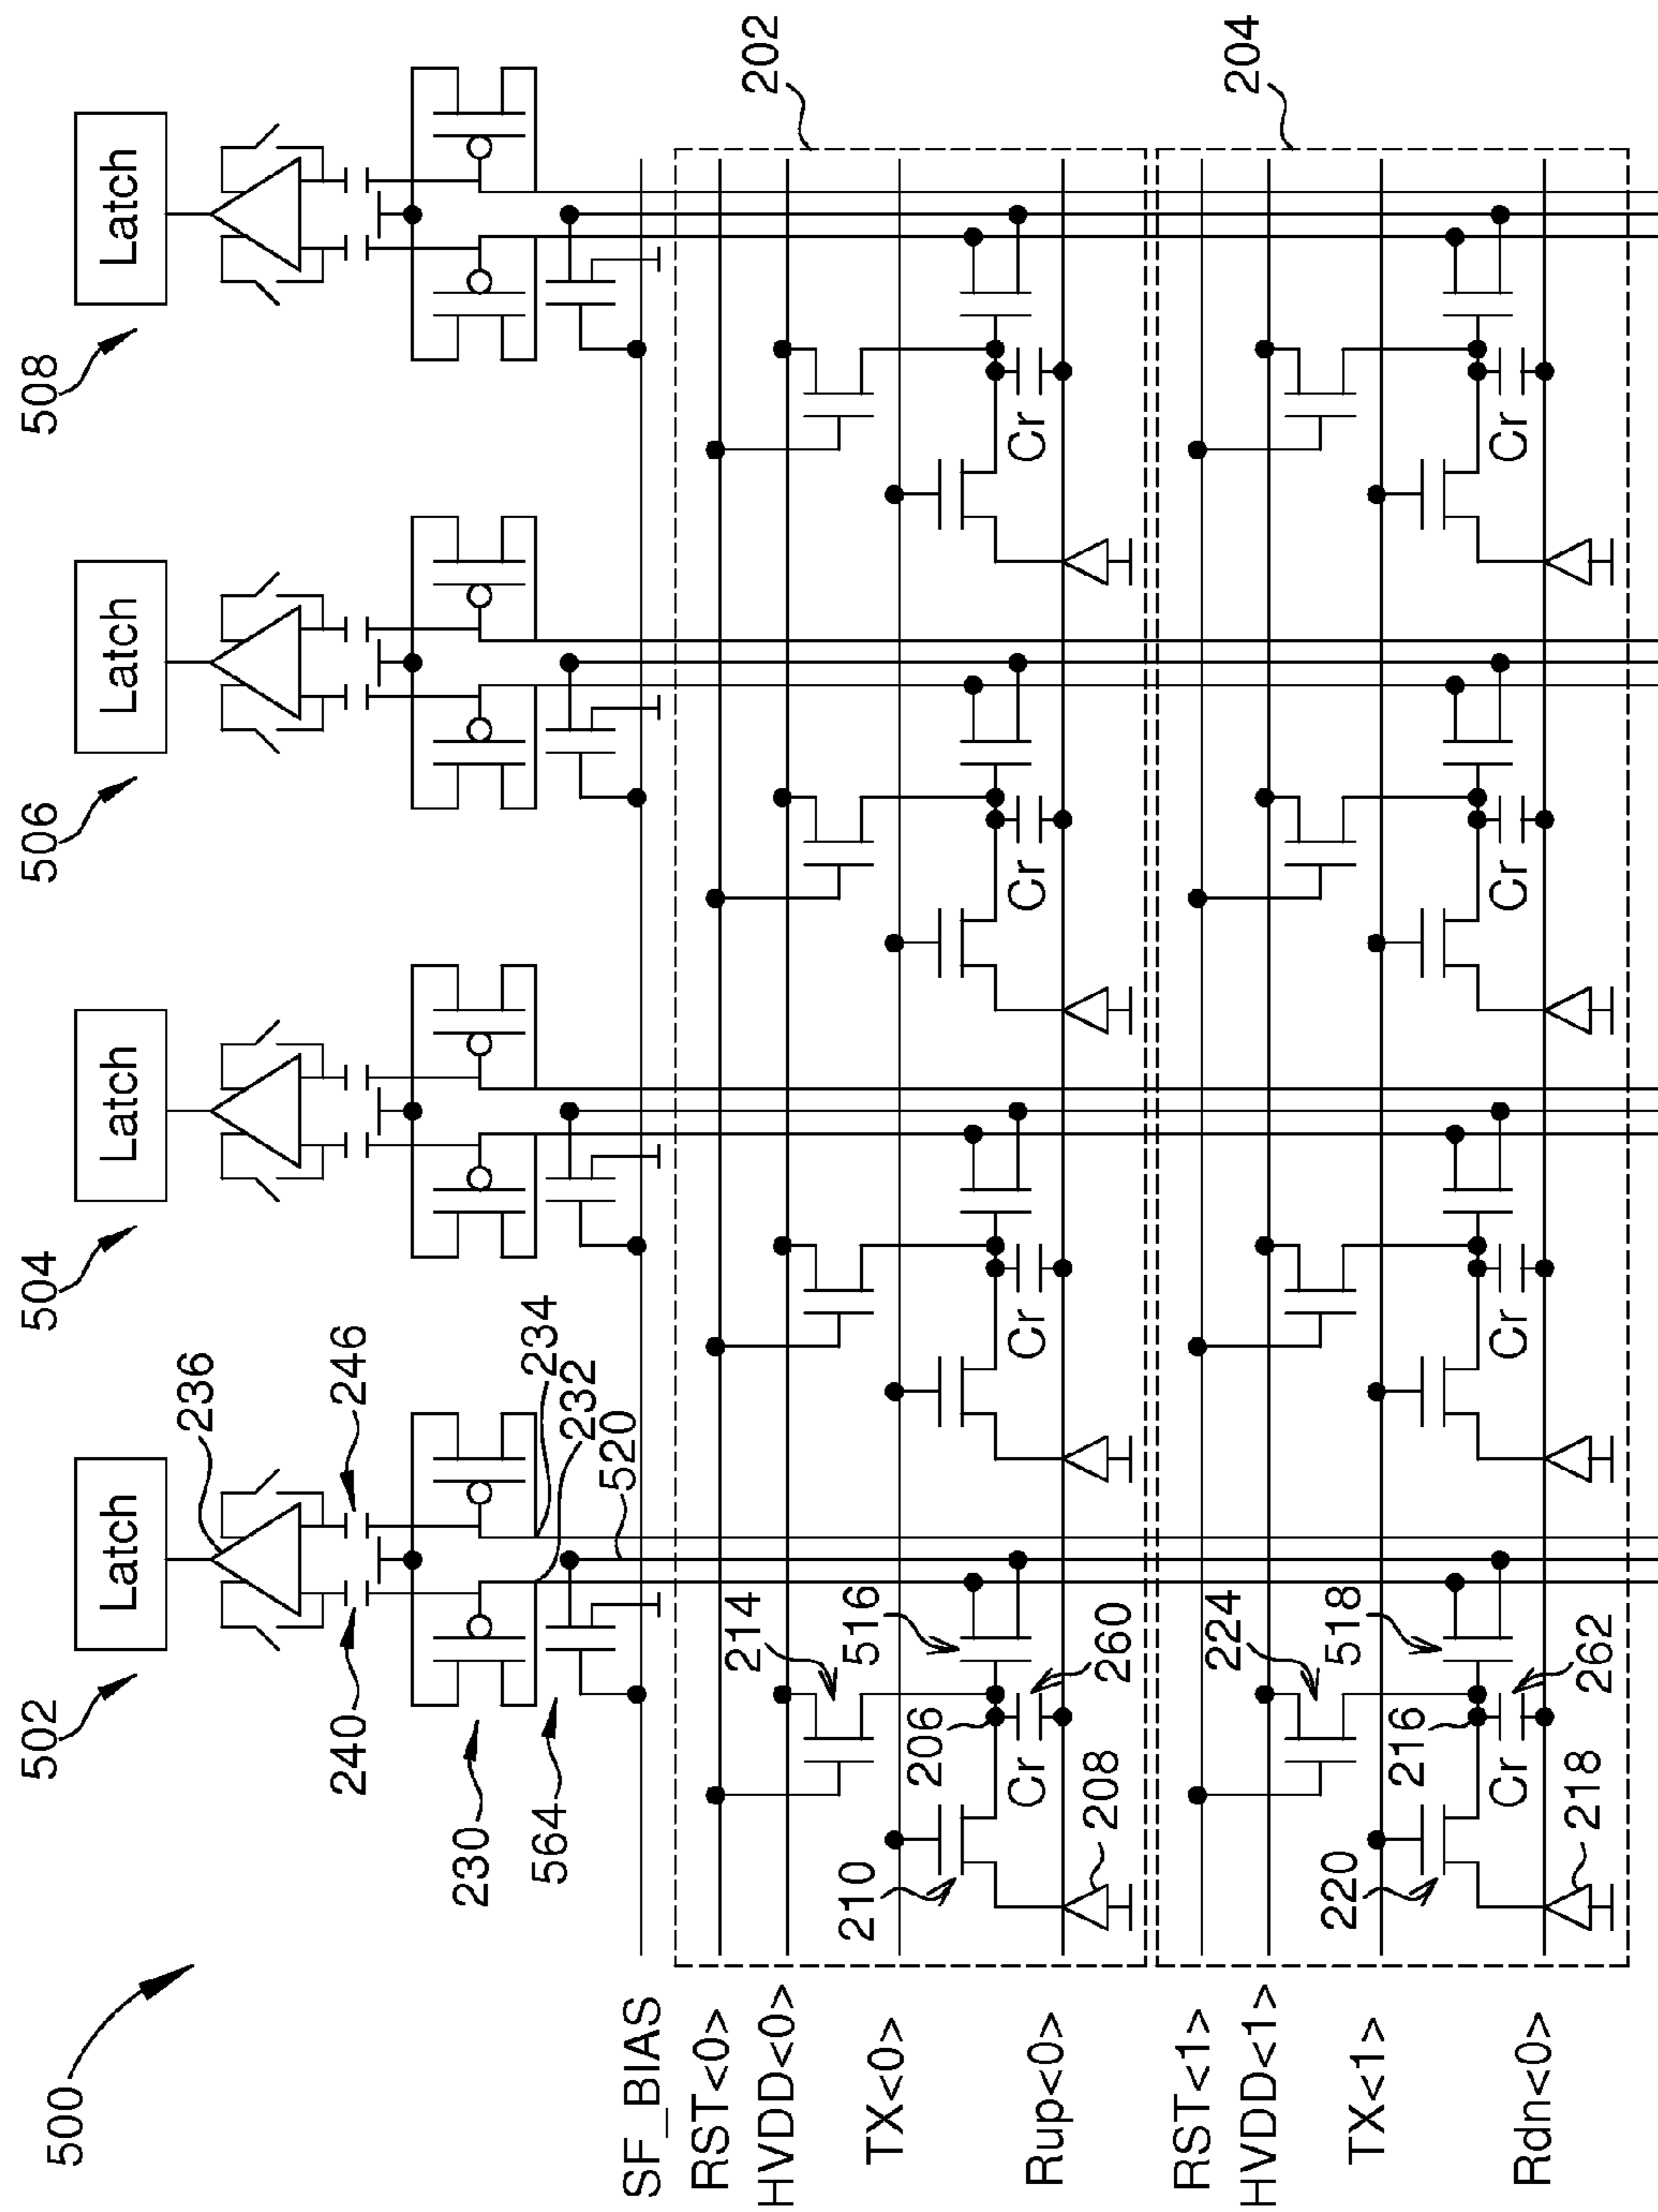 500
502
504
506
508
Latch
Latch
Latch
Latch
236
240
246
230
234
232
520
564
SF_BIAS
RST<0>
HVDD<0>
TX<0>
Rup<0>
202
214
516
210
206
260
Cr
Cr
Cr
Cr
208
RST<1>
HVDD<1>
TX<1>
Rdn<0>
204
224
518
220
216
262
Cr
Cr
Cr
Cr
218